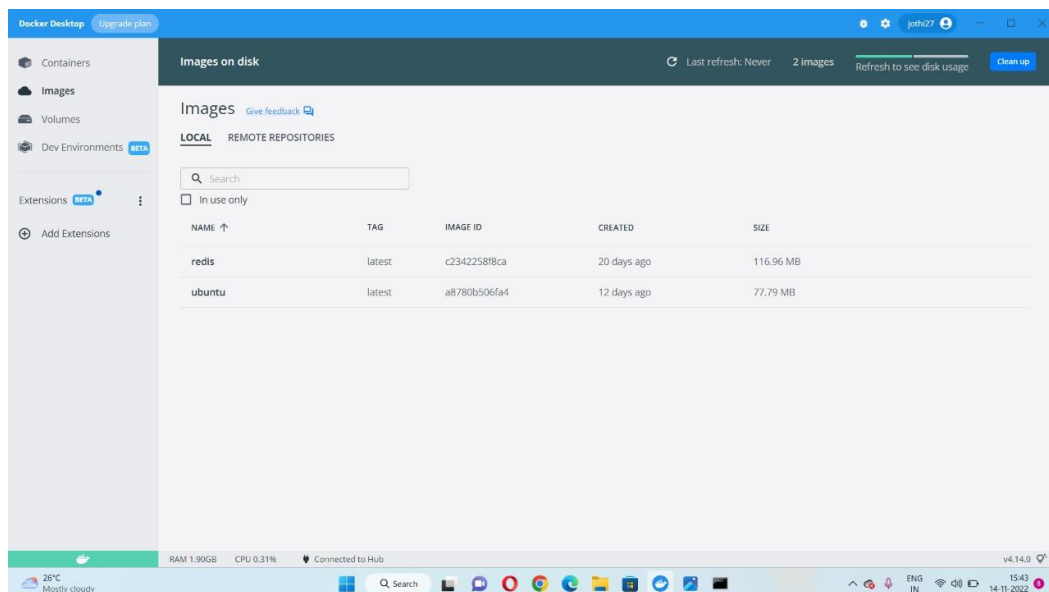 Docker Desktop Upgrade plan jothi27
Containers
Images
Volumes
Dev Environments BETA
Extensions BETA
Add Extensions
Images on disk Last refresh: Never 2 images Refresh to see disk usage Clean up
Images Give feedback
LOCAL REMOTE REPOSITORIES
Search
In use only
NAME TAG IMAGE ID CREATED SIZE
redis latest c2342258f8ca 20 days ago 116.96 MB
ubuntu latest a8780b506fa4 12 days ago 77.79 MB
RAM 1.90GB CPU 0.31% Connected to Hub v4.14.0
26°C
Mostly cloudy
Search
ENG
IN
15:43
14-11-2022
8